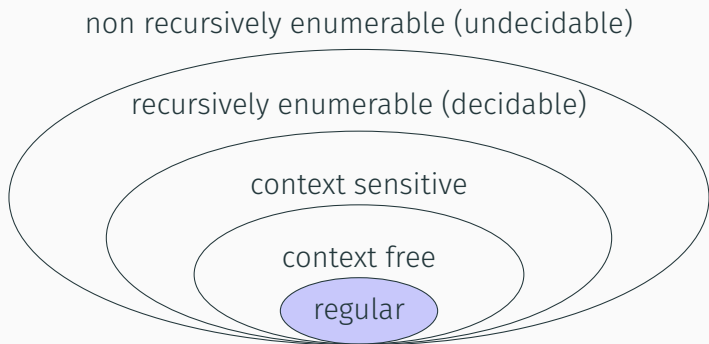 non recursively enumerable (undecidable)
recursively enumerable (decidable)
context sensitive
context free
regular